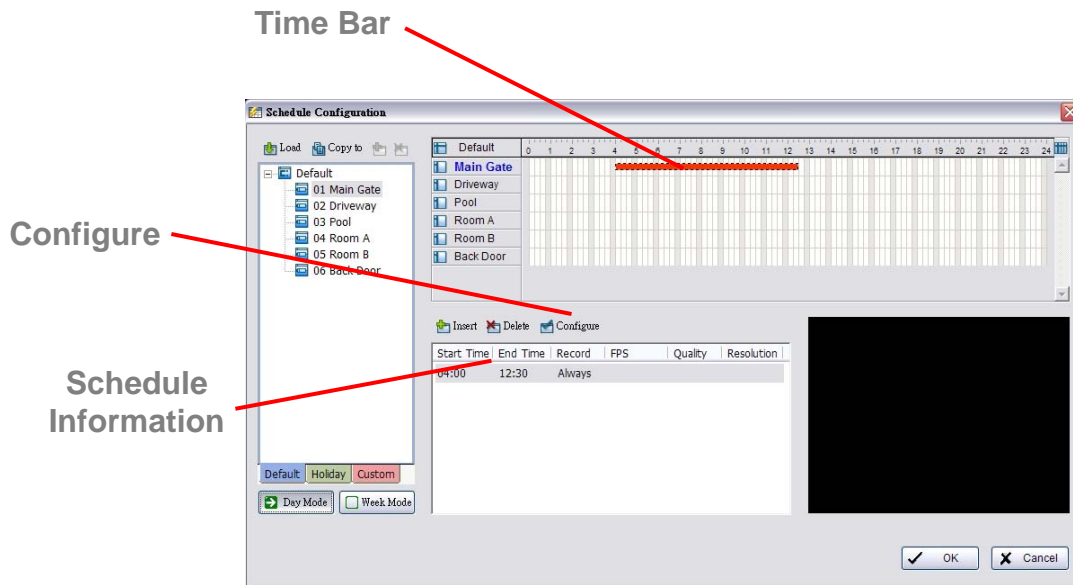 Time Bar
Schedule Configuration
Load Copy to
Default
01 Main Gate
02 Driveway
03 Pool
04 Room A
05 Room B
06 Back Door
Default 0 1 2 3 4 5 6 7 8 9 10 11 12 13 14 15 16 17 18 19 20 21 22 23 24
Main Gate
Driveway
Pool
Room A
Room B
Back Door
Configure
Insert Delete Configure
Start Time End Time Record FPS Quality Resolution
04:00 12:30 Always
Schedule
Information
Default Holiday Custom
Day Mode Week Mode
OK Cancel